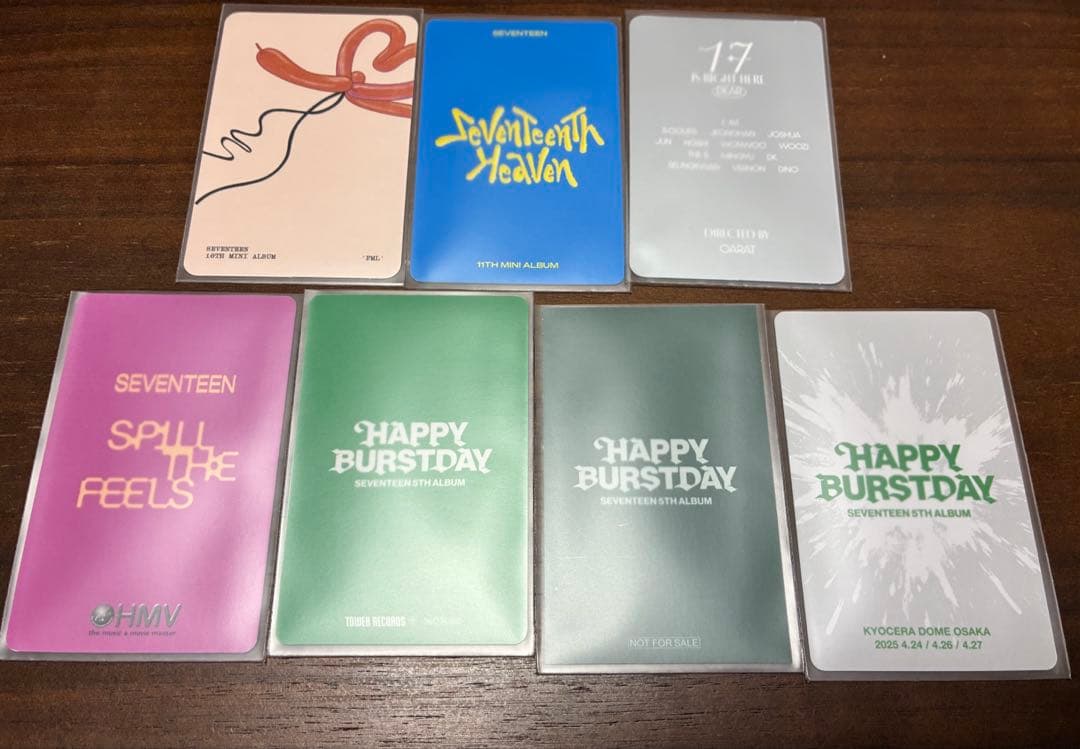 SEVENTEEN
10TH MINI ALBUM
'FML'
SEVENTEEN
SEVENTEENTH
HEAVEN
11TH MINI ALBUM
17
IS RIGHT HERE
DEAR
JEONGHAN JOSHUA
JUN HOSHI WONWOO WOOZI
THE 8 MINGYU DK
SEUNGKWAN VERNON DINO
DIRECTED BY
CARAT
SEVENTEEN
SPILL
THE
FEELS
HMV
the music & movie master
HAPPY
BURSTDAY
SEVENTEEN 5TH ALBUM
TOWER RECORDS
HAPPY
BURSTDAY
SEVENTEEN 5TH ALBUM
NOT FOR SALE
HAPPY
BURSTDAY
SEVENTEEN 5TH ALBUM
KYOCERA DOME OSAKA
2025 4.24 / 4.26 / 4.27